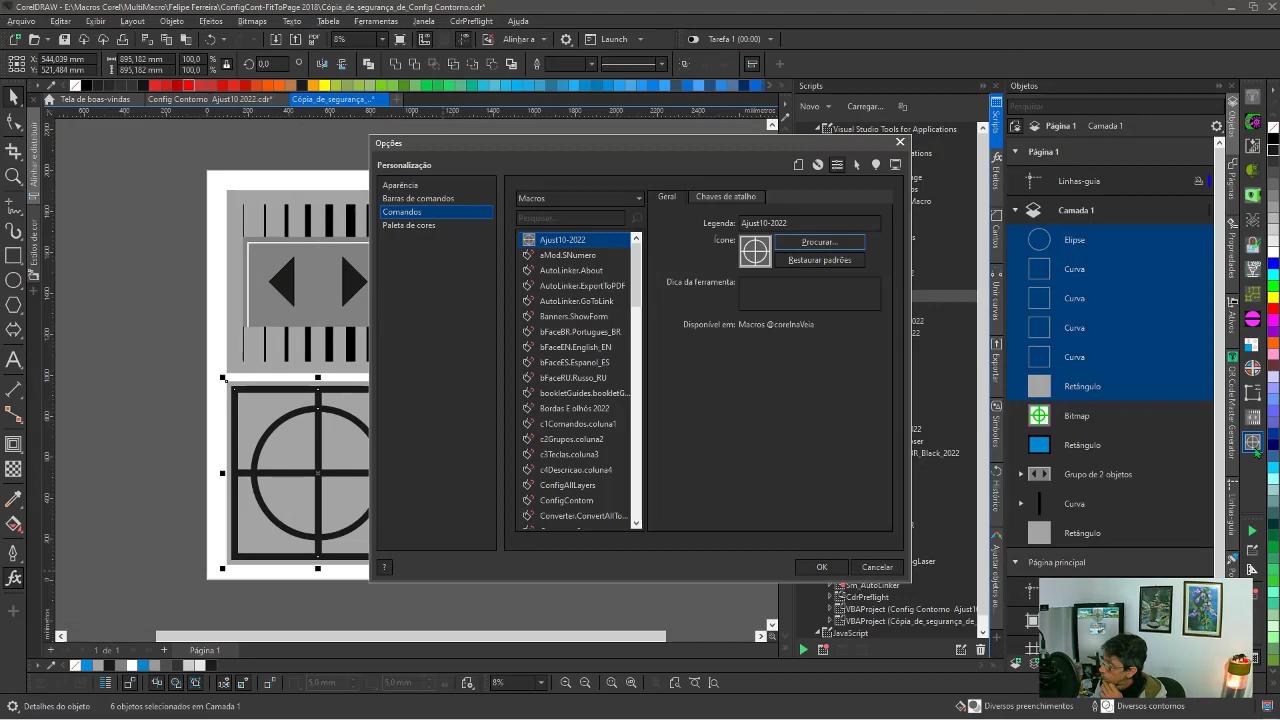 CorelDRAW - D:\Macros Corel\MultiMacro\Felipe Ferreira\ConfigCont-FitToPage 2018\Cópia_de_segurança_de_Config Contorno.cdr*
Arquivo Editar Exibir Layout Objeto Efeitos Bitmaps Texto Tabela Ferramentas Janela CdrPreflight Ajuda
PDF 8% Alinhar a Launch Tarefa 1 (00:00)
X: 544,039 mm 895,182 mm 100,0 % 0,0
Y: 521,484 mm 895,182 mm 100,0 %
Tela de boas-vindas Config Contorno Ajust10 2022.cdr* Cópia_de_segurança_...*
milímetros
Scripts
Novo Carregar...
Visual Studio Tools for Applications
Objetos
Pesquisar
Página 1 Camada 1
Página 1
Linhas-guia
Camada 1
Elipse
Curva
Curva
Curva
Curva
Retângulo
Bitmap
Retângulo
Grupo de 2 objetos
Curva
Retângulo
Página principal
Opções
Personalização
Aparência
Barras de comandos
Comandos
Paleta de cores
Macros
Pesquisar...
Ajust10-2022
aMod.SNumero
AutoLinker.About
AutoLinker.ExportToPDF
AutoLinker.GoToLink
Banners.ShowForm
bFaceBR.Portugues_BR
bFaceEN.English_EN
bFaceES.Espanol_ES
bFaceRU.Russo_RU
bookletGuides.bookletG...
Bordas E olhós 2022
c1Comandos.coluna1
c2Grupos.coluna2
c3Teclas.coluna3
c4Descricao.coluna4
ConfigAllLayers
ConfigContorn
Converter.ConvertAllTo...
Geral Chaves de atalho
Legenda: Ajust10-2022
Ícone: Procurar...
Restaurar padrões
Dica da ferramenta:
Disponível em: Macros @corelnaVeia
? OK Cancelar
Sm_AutoLinker
CdrPreflight
VBAProject (Config Contorno Ajust10
VBAProject (Cópia_de_segurança_de_
JavaScript
1 de 1 Página 1
5,0 mm 5,0 mm 8%
Detalhes do objeto 6 objetos selecionados em Camada 1 Diversos preenchimentos Diversos contornos